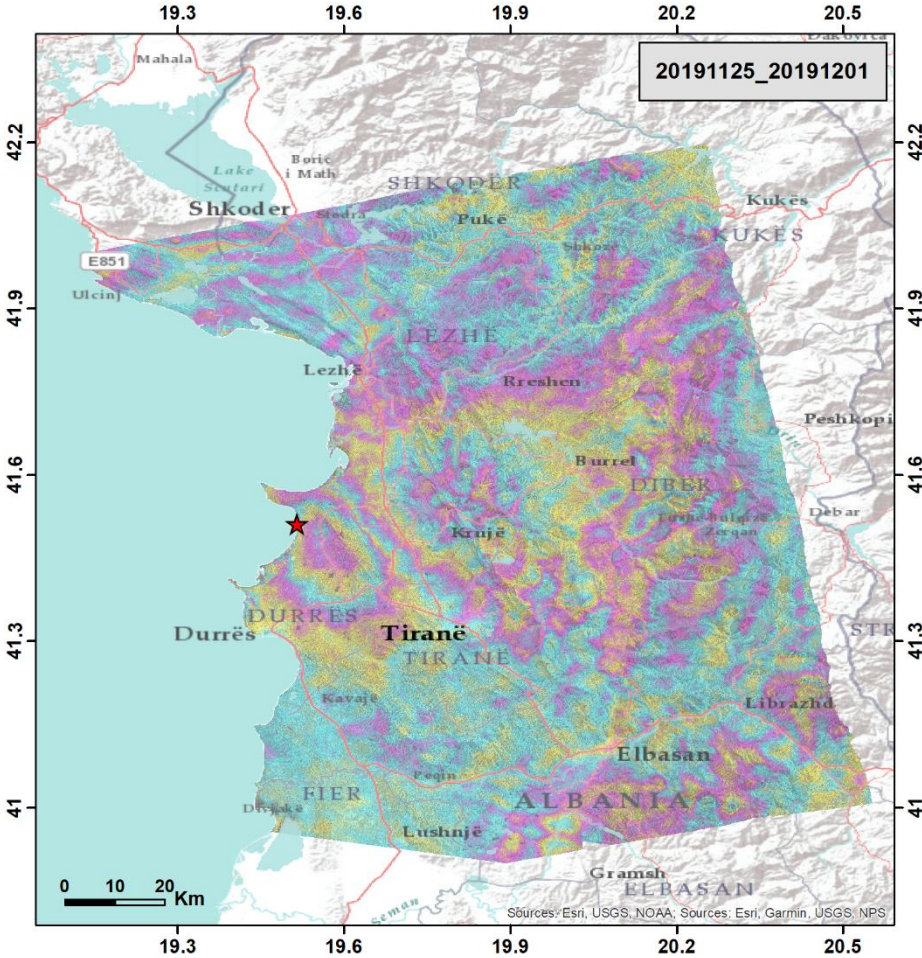 19.3 19.6 19.9 20.2 20.5
Đakovica
Mahala
20191125_20191201
42.2 42.2
Lake
Scutari
Boriç
i Math
SHKODËR
Shkoder
Pukë
Kukës
KUKËS
Shkozë
E851
Ulcinj
41.9 41.9
LEZHË
Lezhë
Rreshen
Peshkopi
Drin
Burrel
41.6 41.6
DIBËR
Debar
Zerqan
Krujë
DURRËS
Durrës
Tiranë
41.3 41.3
STR
TIRANË
Kavajë
Librazhd
Elbasan
Peqin
FIER
ALBANIA
41 41
Divjakë
Lushnjë
Gramsh
ELBASAN
0 10 20 Km
Seman
Sources: Esri, USGS, NOAA; Sources: Esri, Garmin, USGS, NPS
19.3 19.6 19.9 20.2 20.5